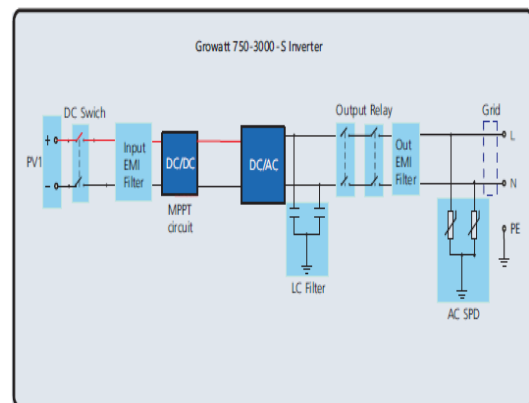 Growatt 750-3000-S Inverter
DC Swich
Output Relay
Grid
PV1
+
-
Input
EMI
Filter
DC/DC
DC/AC
Out
EMI
Filter
L
N
PE
MPPT
circuit
LC Filter
AC SPD